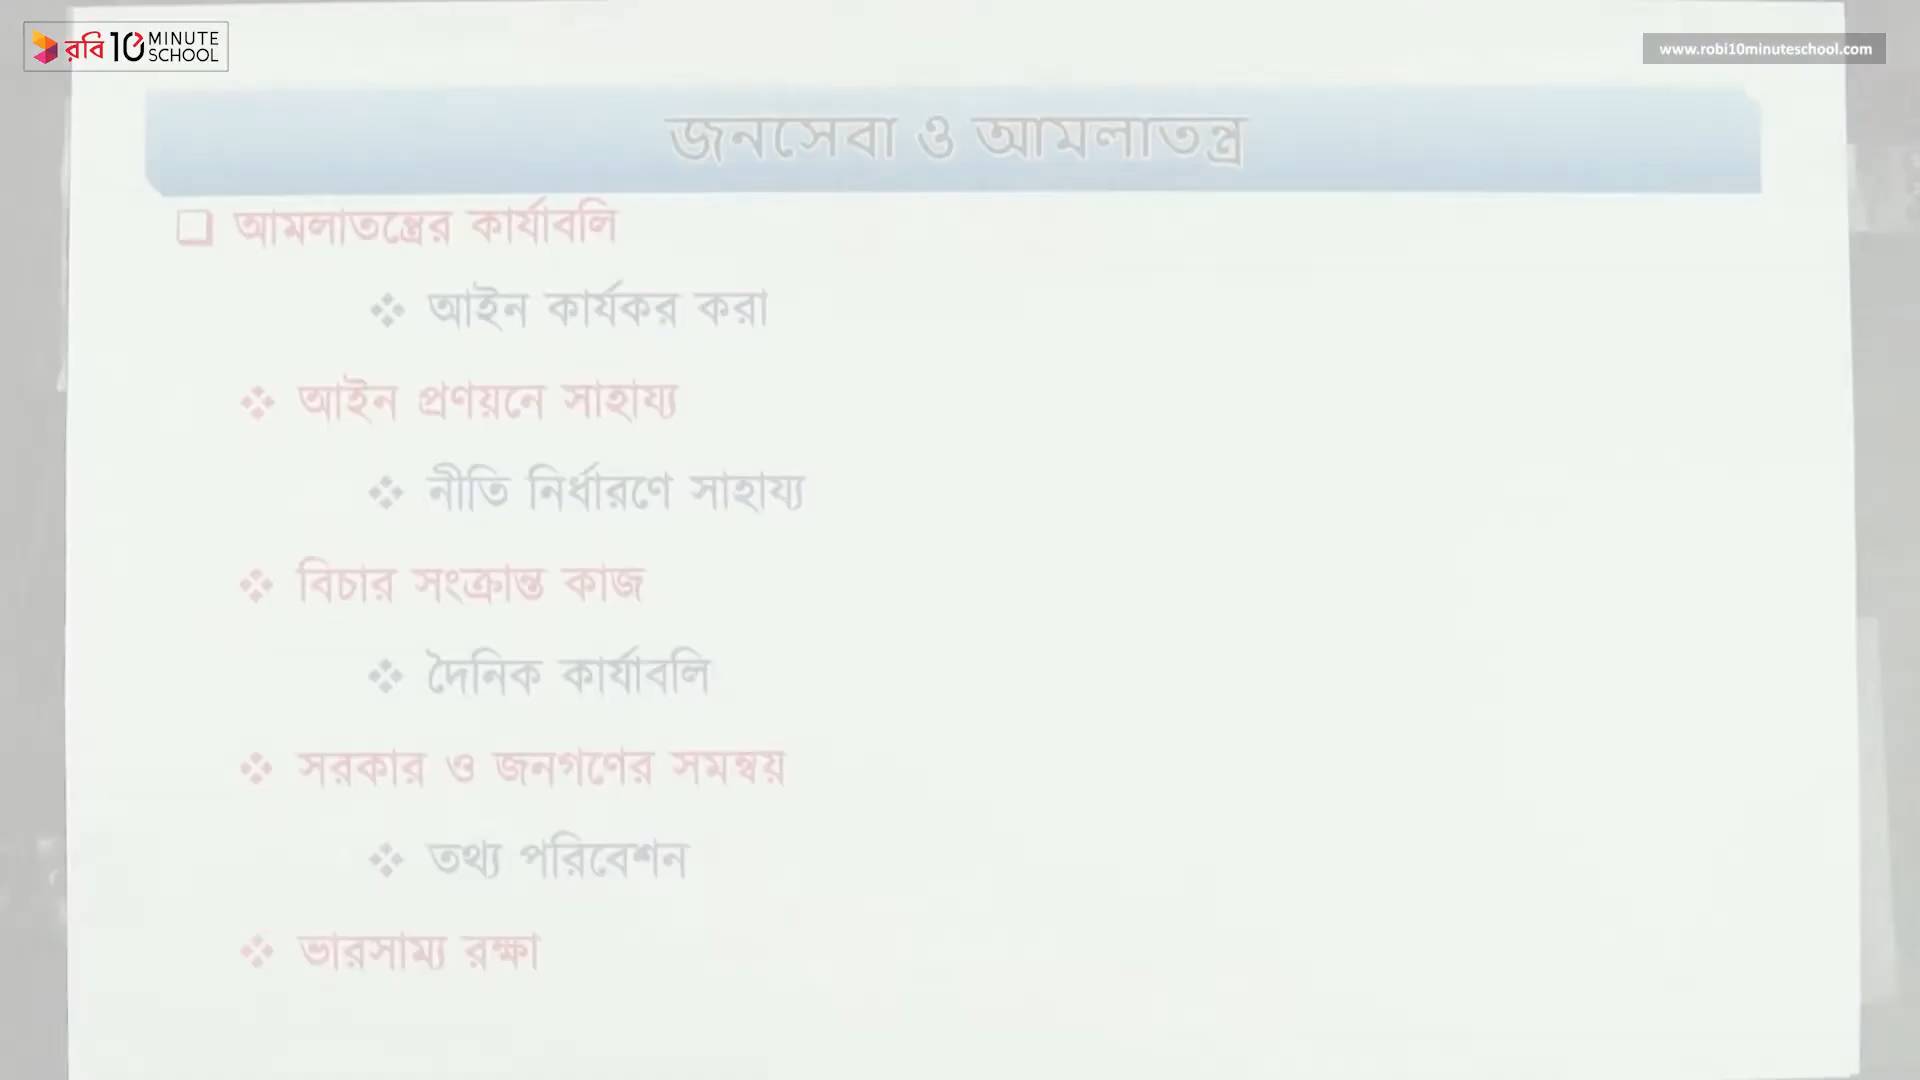 রবি 10 MINUTE SCHOOL
www.robi10minuteschool.com
জনসেবা ও আমলাতন্ত্র
আমলাতন্ত্রের কার্যাবলি
আইন কার্যকর করা
আইন প্রণয়নে সাহায্য
নীতি নির্ধারণে সাহায্য
বিচার সংক্রান্ত কাজ
দৈনিক কার্যাবলি
সরকার ও জনগণের সমন্বয়
তথ্য পরিবেশন
ভারসাম্য রক্ষা